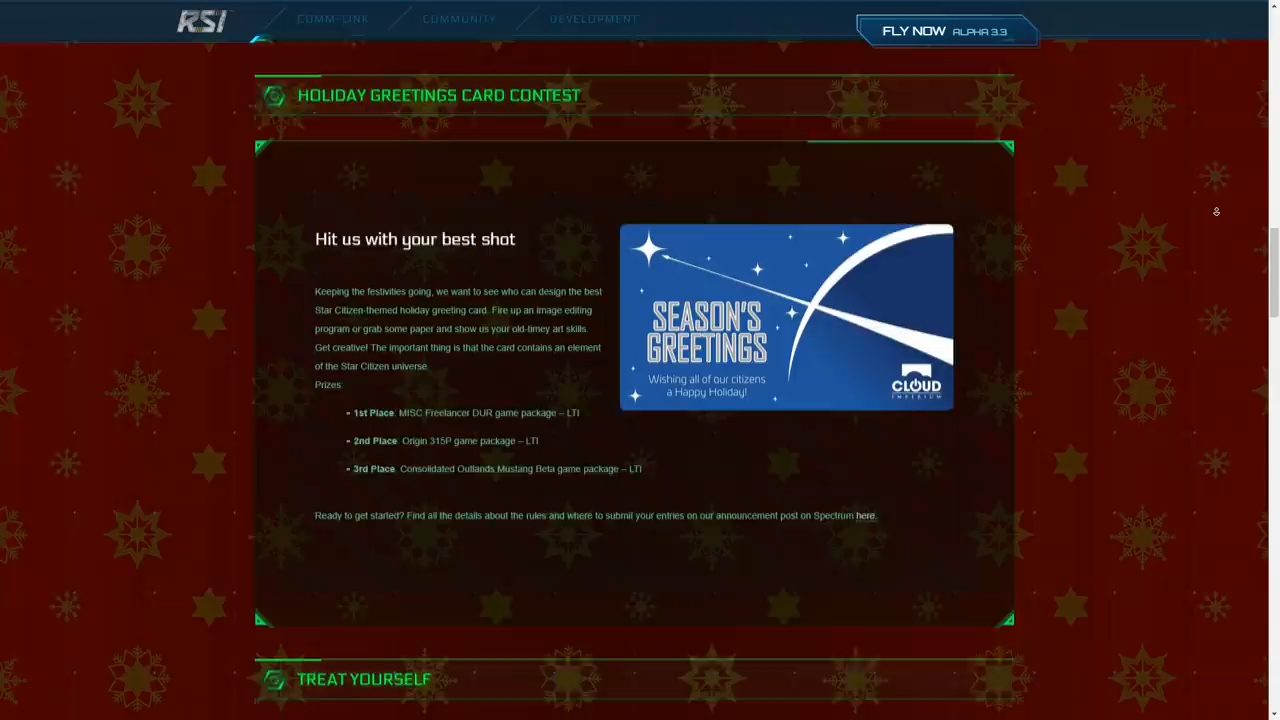 RSI COMM-LINK COMMUNITY DEVELOPMENT
FLY NOW ALPHA 3.3
HOLIDAY GREETINGS CARD CONTEST
Hit us with your best shot
Keeping the festivities going, we want to see who can design the best
Star Citizen-themed holiday greeting card. Fire up an image editing
program or grab some paper and show us your old-timey art skills.
Get creative! The important thing is that the card contains an element
of the Star Citizen universe.
Prizes:
- 1st Place: MISC Freelancer DUR game package – LTI
- 2nd Place: Origin 315P game package – LTI
- 3rd Place: Consolidated Outlands Mustang Beta game package – LTI
SEASON'S
GREETINGS
Wishing all of our citizens
a Happy Holiday!
CLOUD
IMPERIUM
Ready to get started? Find all the details about the rules and where to submit your entries on our announcement post on Spectrum here.
TREAT YOURSELF